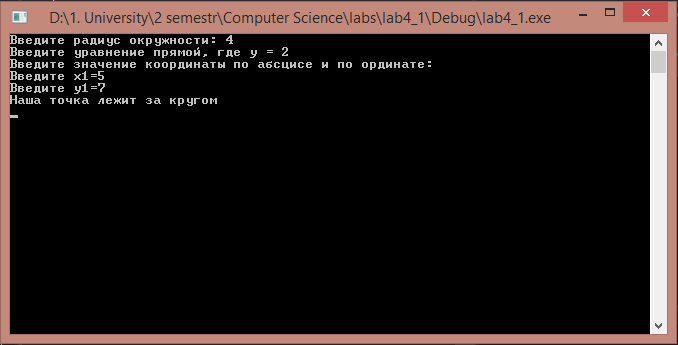 D:\1. University\2 semestr\Computer Science\labs\lab4_1\Debug\lab4_1.exe
Введите радиус окружности: 4
Введите уравнение прямой, где y = 2
Введите значение координаты по абсцисе и по ординате:
Введите x1=5
Введите y1=7
Наша точка лежит за кругом